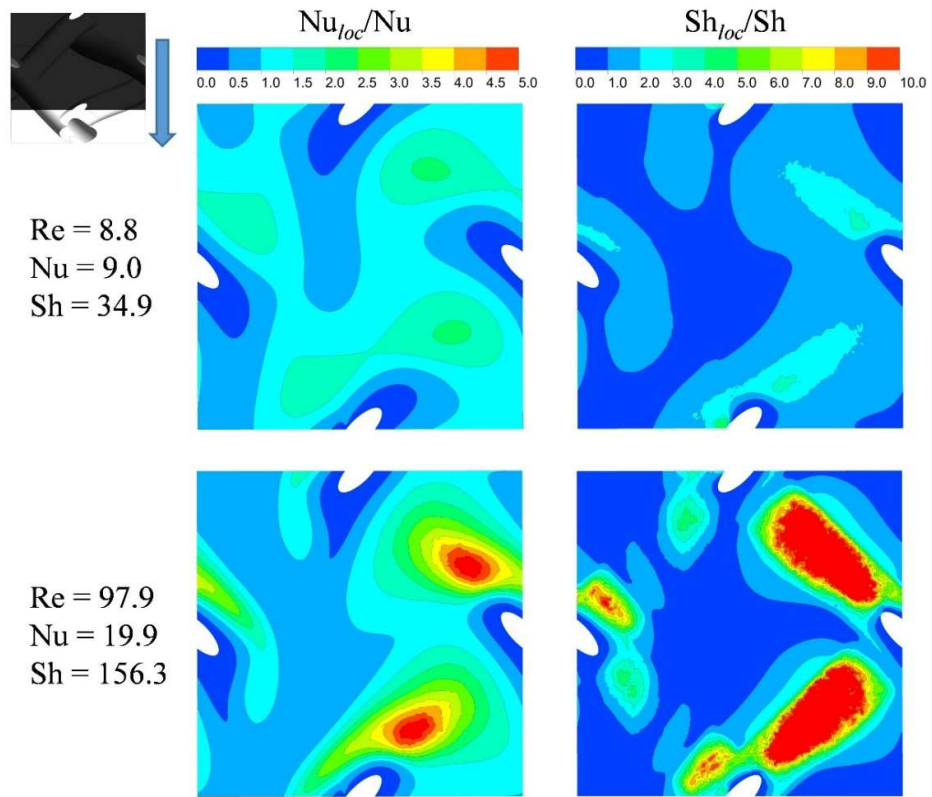 Nu_loc/Nu
Sh_loc/Sh
0.0 0.5 1.0 1.5 2.0 2.5 3.0 3.5 4.0 4.5 5.0
0.0 1.0 2.0 3.0 4.0 5.0 6.0 7.0 8.0 9.0 10.0
Re = 8.8
Nu = 9.0
Sh = 34.9
Re = 97.9
Nu = 19.9
Sh = 156.3